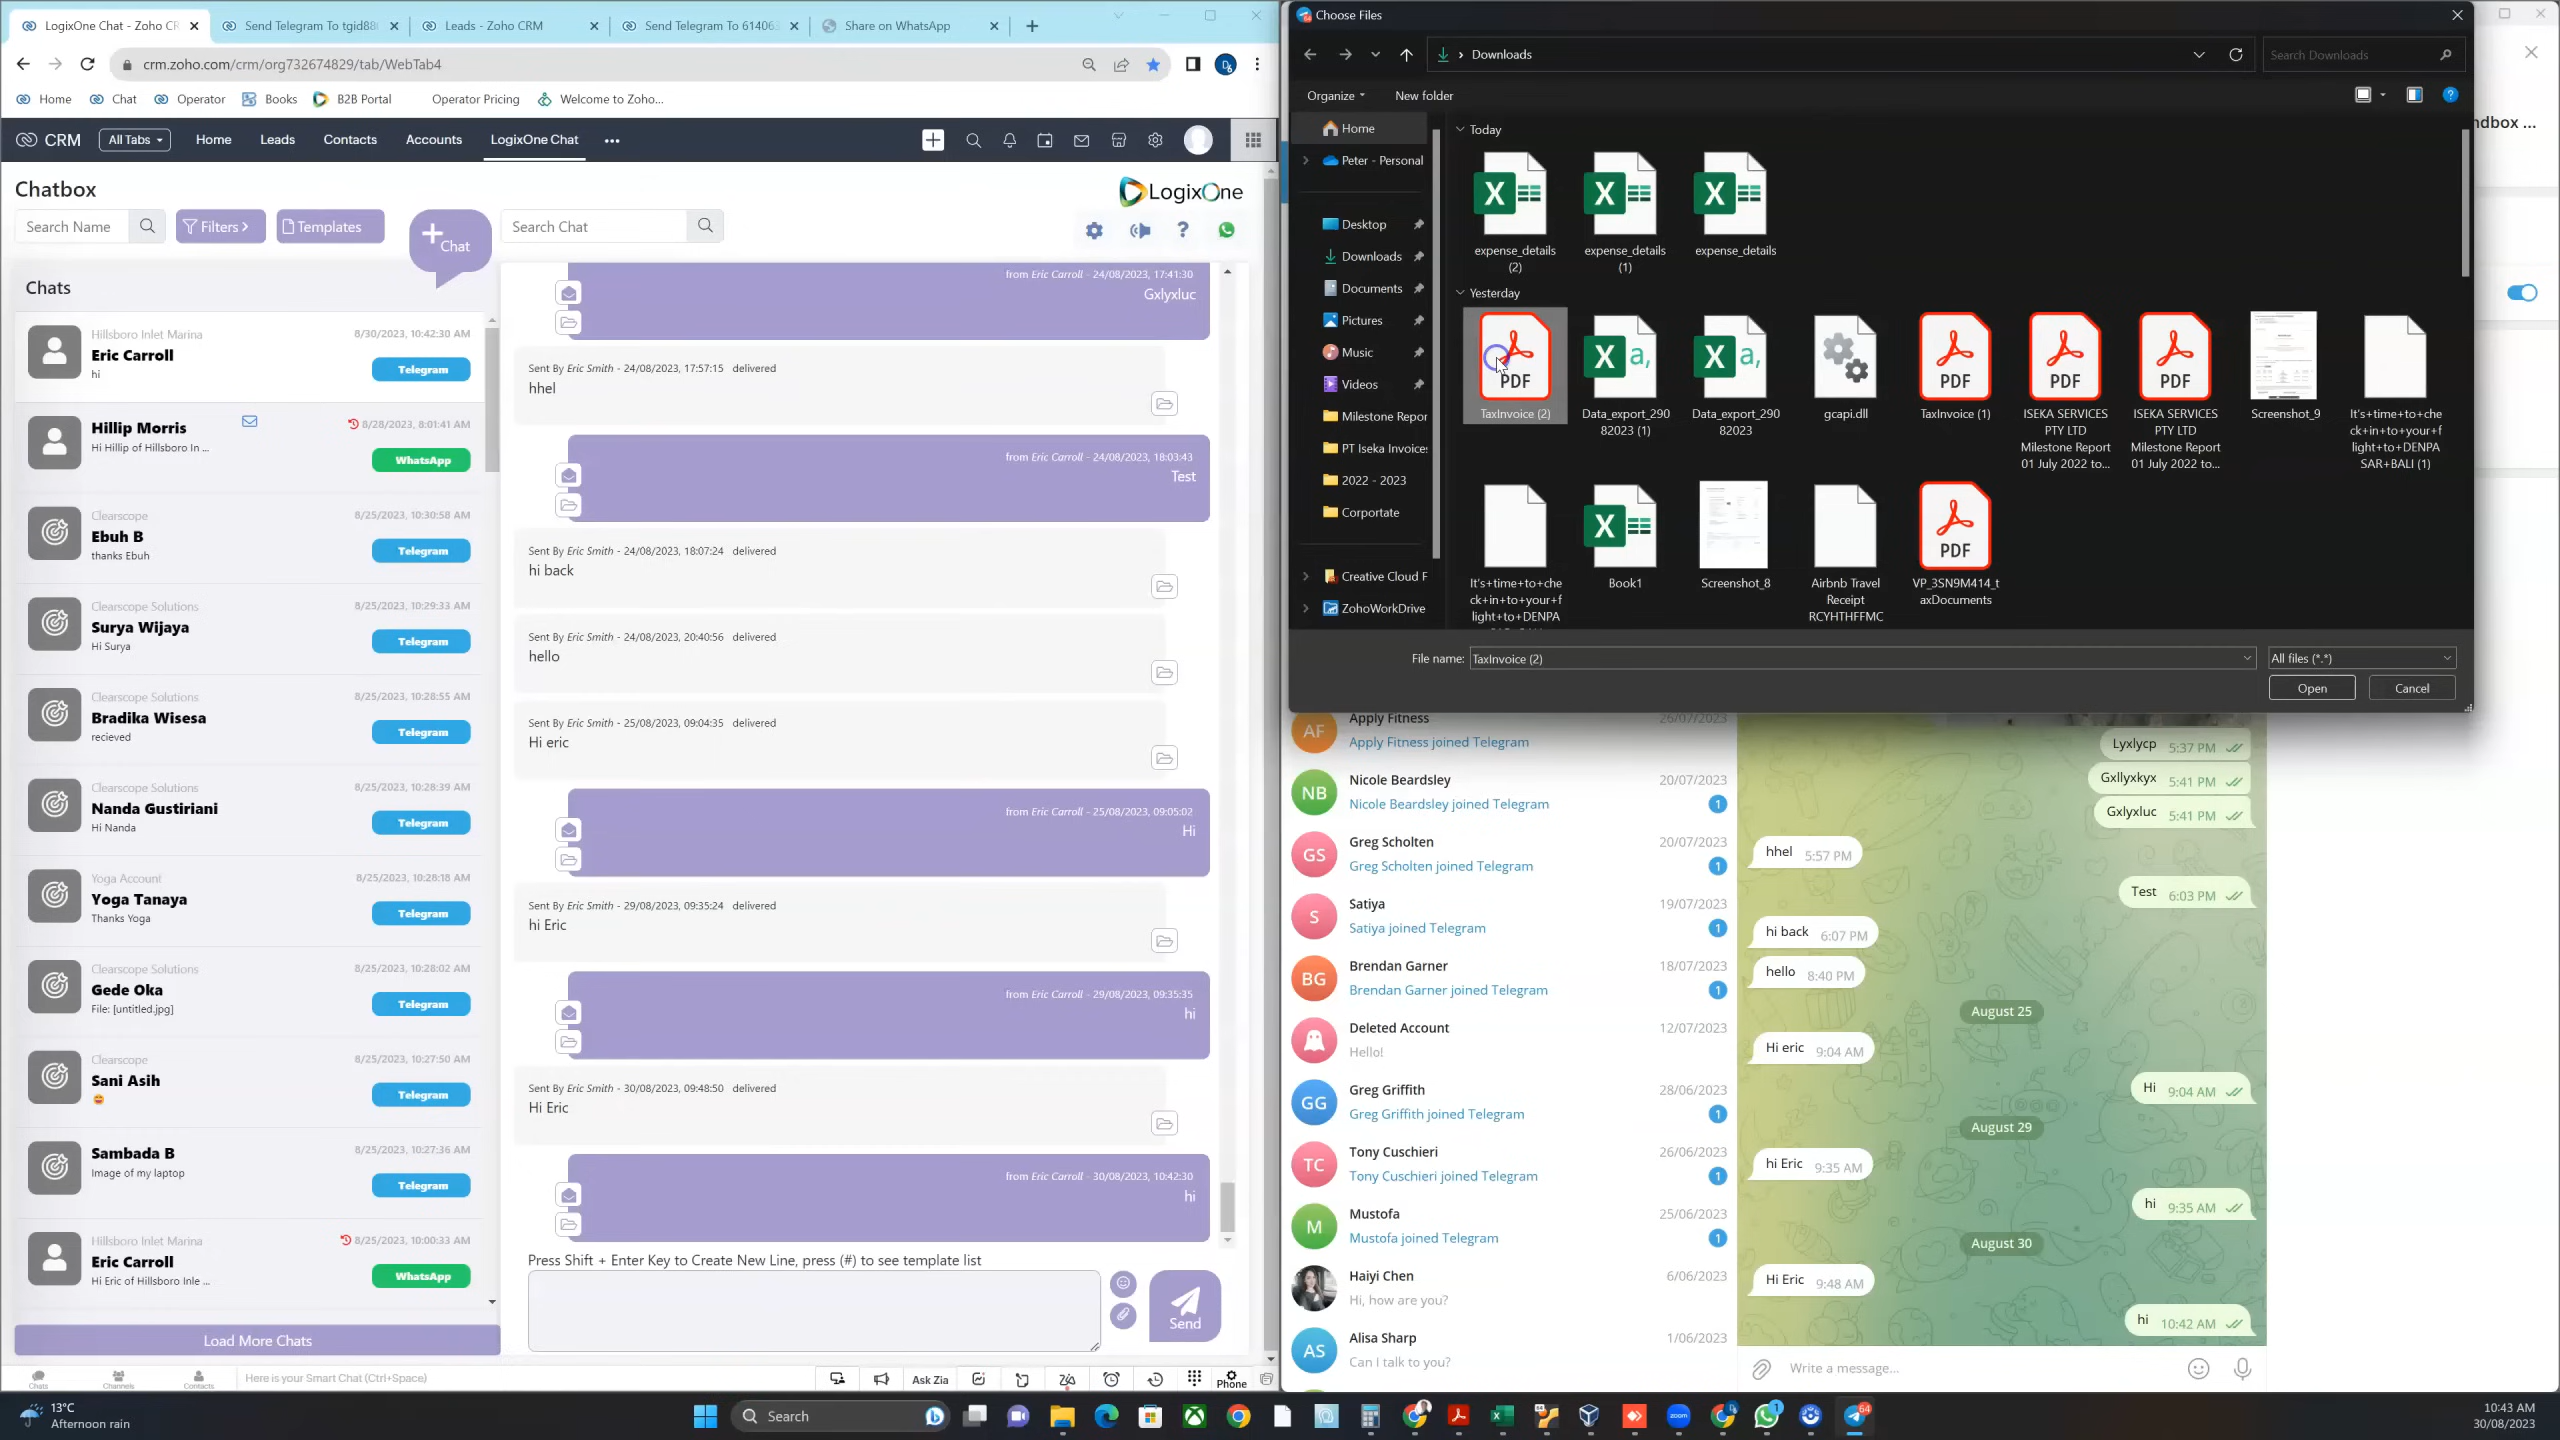 LogixOne Chat - Zoho CR
Send Telegram To tgid88
Leads - Zoho CRM
Send Telegram To 61406
Share on WhatsApp
crm.zoho.com/crm/org732674829/tab/WebTab4
Home
Chat
Operator
Books
B2B Portal
Operator Pricing
Welcome to Zoho...
CRM
All Tabs
Home
Leads
Contacts
Accounts
LogixOne Chat
Chatbox
LogixOne
Search Name
Filters
Templates
Chat
Search Chat
Chats
Hillsboro Inlet Marina
8/30/2023, 10:42:30 AM
Eric Carroll
hi
Telegram
Hillip Morris
8/28/2023, 8:01:41 AM
Hi Hillip of Hillsboro In ...
WhatsApp
Clearscope
8/25/2023, 10:30:58 AM
Ebuh B
thanks Ebuh
Telegram
Clearscope Solutions
8/25/2023, 10:29:33 AM
Surya Wijaya
Hi Surya
Telegram
Clearscope Solutions
8/25/2023, 10:28:55 AM
Bradika Wisesa
recieved
Telegram
Clearscope Solutions
8/25/2023, 10:28:39 AM
Nanda Gustiriani
Hi Nanda
Telegram
Yoga Account
8/25/2023, 10:28:18 AM
Yoga Tanaya
Thanks Yoga
Telegram
Clearscope Solutions
8/25/2023, 10:28:02 AM
Gede Oka
File: [untitled.jpg]
Telegram
Clearscope
8/25/2023, 10:27:50 AM
Sani Asih
Telegram
Sambada B
8/25/2023, 10:27:36 AM
Image of my laptop
Telegram
Hillsboro Inlet Marina
8/25/2023, 10:00:33 AM
Eric Carroll
Hi Eric of Hillsboro Inle ...
WhatsApp
Load More Chats
from Eric Carroll - 24/08/2023, 17:41:30
Gxlyxluc
Sent By Eric Smith - 24/08/2023, 17:57:15 delivered
hhel
from Eric Carroll - 24/08/2023, 18:03:43
Test
Sent By Eric Smith - 24/08/2023, 18:07:24 delivered
hi back
Sent By Eric Smith - 24/08/2023, 20:40:56 delivered
hello
Sent By Eric Smith - 25/08/2023, 09:04:35 delivered
Hi eric
from Eric Carroll - 25/08/2023, 09:05:02
Hi
Sent By Eric Smith - 29/08/2023, 09:35:24 delivered
hi Eric
from Eric Carroll - 29/08/2023, 09:35:35
hi
Sent By Eric Smith - 30/08/2023, 09:48:50 delivered
Hi Eric
from Eric Carroll - 30/08/2023, 10:42:30
hi
Press Shift + Enter Key to Create New Line, press (#) to see template list
Send
Chats
Channels
Contacts
Here is your Smart Chat (Ctrl+Space)
Ask Zia
Phone
Choose Files
Downloads
Search Downloads
Organize
New folder
Home
Peter - Personal
Desktop
Downloads
Documents
Pictures
Music
Videos
Milestone Repor
PT Iseka Invoices
2022 - 2023
Corportate
Creative Cloud F
ZohoWorkDrive
Today
expense_details
(2)
expense_details
(1)
expense_details
Yesterday
PDF
TaxInvoice (2)
Data_export_290
82023 (1)
Data_export_290
82023
gcapi.dll
PDF
TaxInvoice (1)
PDF
ISEKA SERVICES
PTY LTD
Milestone Report
01 July 2022 to...
PDF
ISEKA SERVICES
PTY LTD
Milestone Report
01 July 2022 to...
Screenshot_9
It's+time+to+che
ck+in+to+your+f
light+to+DENPA
SAR+BALI (1)
It's+time+to+che
ck+in+to+your+f
light+to+DENPA
Book1
Screenshot_8
Airbnb Travel
Receipt
RCYHTHFFMC
PDF
VP_3SN9M414_t
axDocuments
File name:
TaxInvoice (2)
All files (*.*)
Open
Cancel
ndbox ...
AF
Apply Fitness
26/07/2023
Apply Fitness joined Telegram
NB
Nicole Beardsley
20/07/2023
Nicole Beardsley joined Telegram
1
GS
Greg Scholten
20/07/2023
Greg Scholten joined Telegram
1
S
Satiya
19/07/2023
Satiya joined Telegram
1
BG
Brendan Garner
18/07/2023
Brendan Garner joined Telegram
1
Deleted Account
12/07/2023
Hello!
GG
Greg Griffith
28/06/2023
Greg Griffith joined Telegram
1
TC
Tony Cuschieri
26/06/2023
Tony Cuschieri joined Telegram
1
M
Mustofa
25/06/2023
Mustofa joined Telegram
1
Haiyi Chen
6/06/2023
Hi, how are you?
AS
Alisa Sharp
1/06/2023
Can I talk to you?
Lyxlycp 5:37 PM
Gxllyxkyx 5:41 PM
Gxlyxluc 5:41 PM
hhel 5:57 PM
Test 6:03 PM
hi back 6:07 PM
hello 8:40 PM
August 25
Hi eric 9:04 AM
Hi 9:04 AM
August 29
hi Eric 9:35 AM
hi 9:35 AM
August 30
Hi Eric 9:48 AM
hi 10:42 AM
Write a message...
13°C
Afternoon rain
Search
zoom
1
64
10:43 AM
30/08/2023